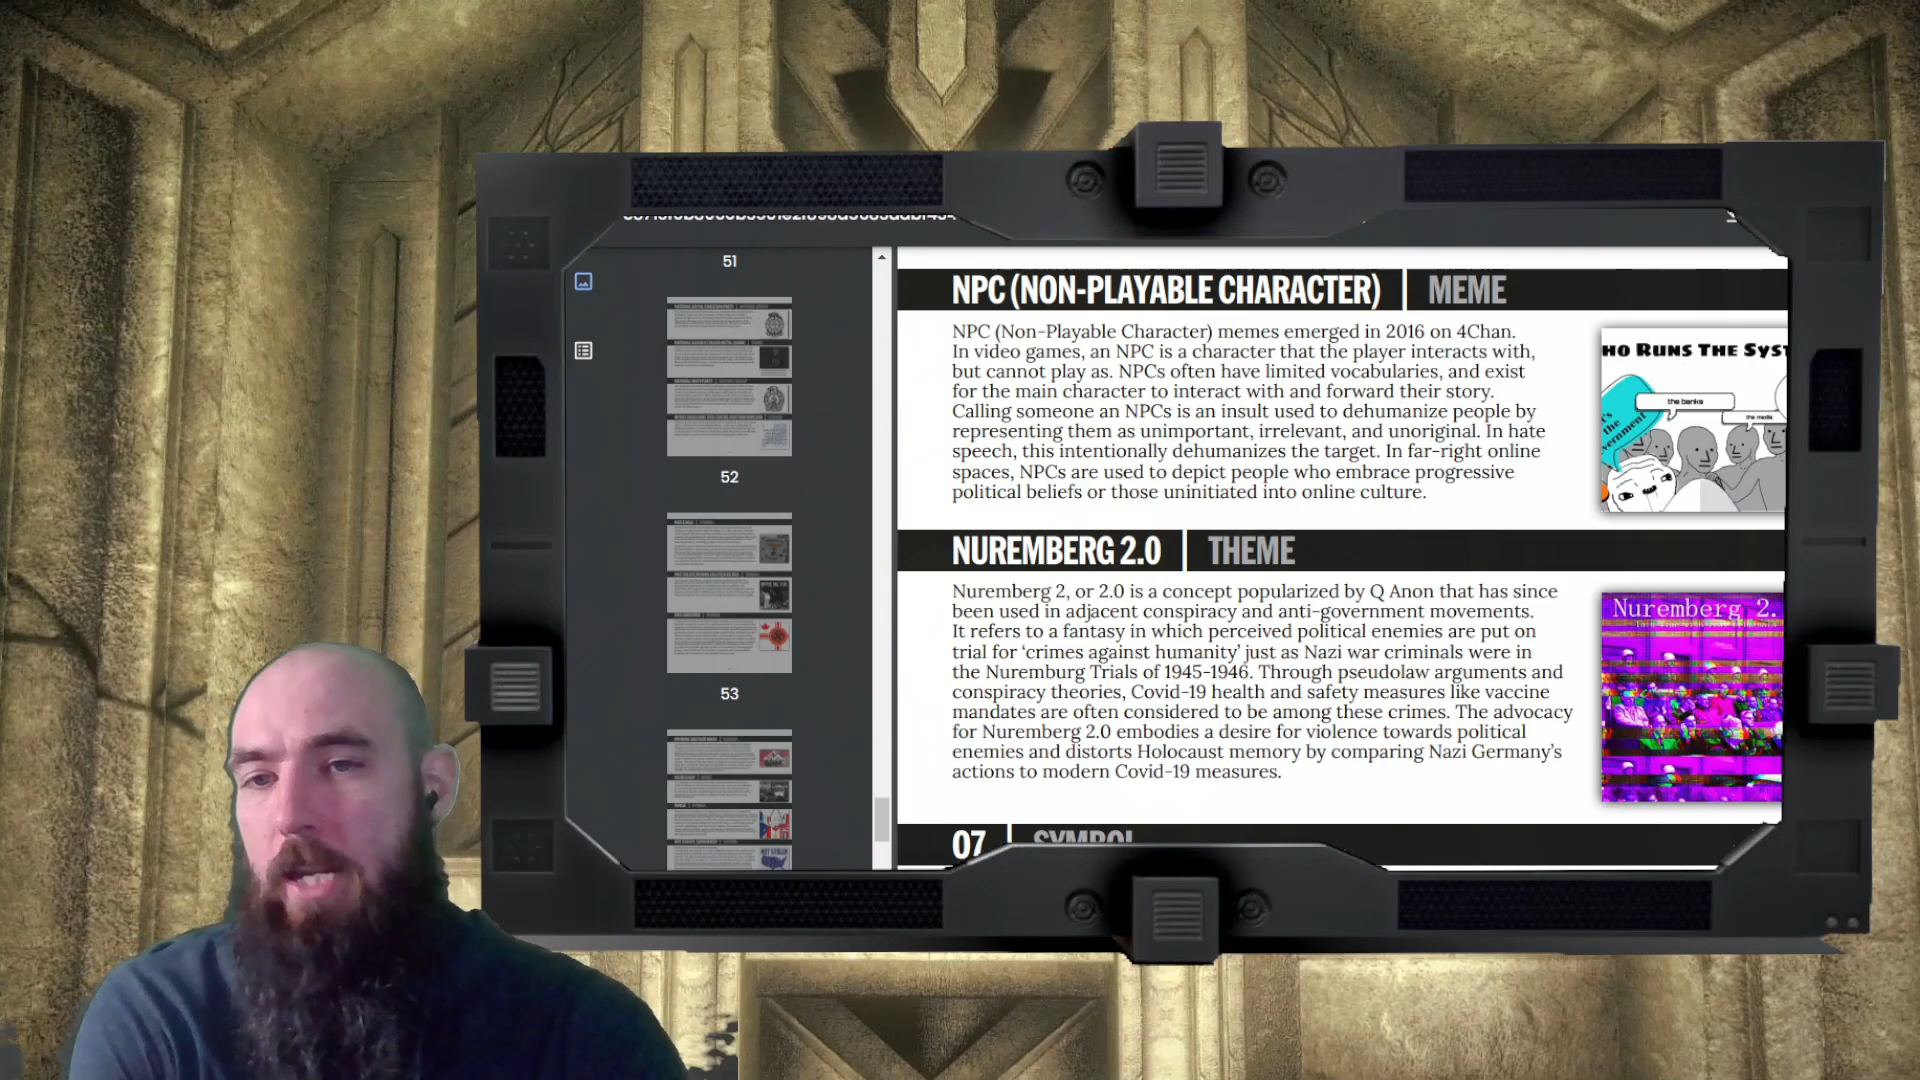 51
52
53
NPC (NON-PLAYABLE CHARACTER) | MEME
NPC (Non-Playable Character) memes emerged in 2016 on 4Chan.
In video games, an NPC is a character that the player interacts with,
but cannot play as. NPCs often have limited vocabularies, and exist
for the main character to interact with and forward their story.
Calling someone an NPCs is an insult used to dehumanize people by
representing them as unimportant, irrelevant, and unoriginal. In hate
speech, this intentionally dehumanizes the target. In far-right online
spaces, NPCs are used to depict people who embrace progressive
political beliefs or those uninitiated into online culture.
HO RUNS THE SYST
the banks
the media
NUREMBERG 2.0 | THEME
Nuremberg 2, or 2.0 is a concept popularized by Q Anon that has since
been used in adjacent conspiracy and anti-government movements.
It refers to a fantasy in which perceived political enemies are put on
trial for ‘crimes against humanity’ just as Nazi war criminals were in
the Nuremburg Trials of 1945-1946. Through pseudolaw arguments and
conspiracy theories, Covid-19 health and safety measures like vaccine
mandates are often considered to be among these crimes. The advocacy
for Nuremberg 2.0 embodies a desire for violence towards political
enemies and distorts Holocaust memory by comparing Nazi Germany’s
actions to modern Covid-19 measures.
Nuremberg 2.
07 | SYMBOL